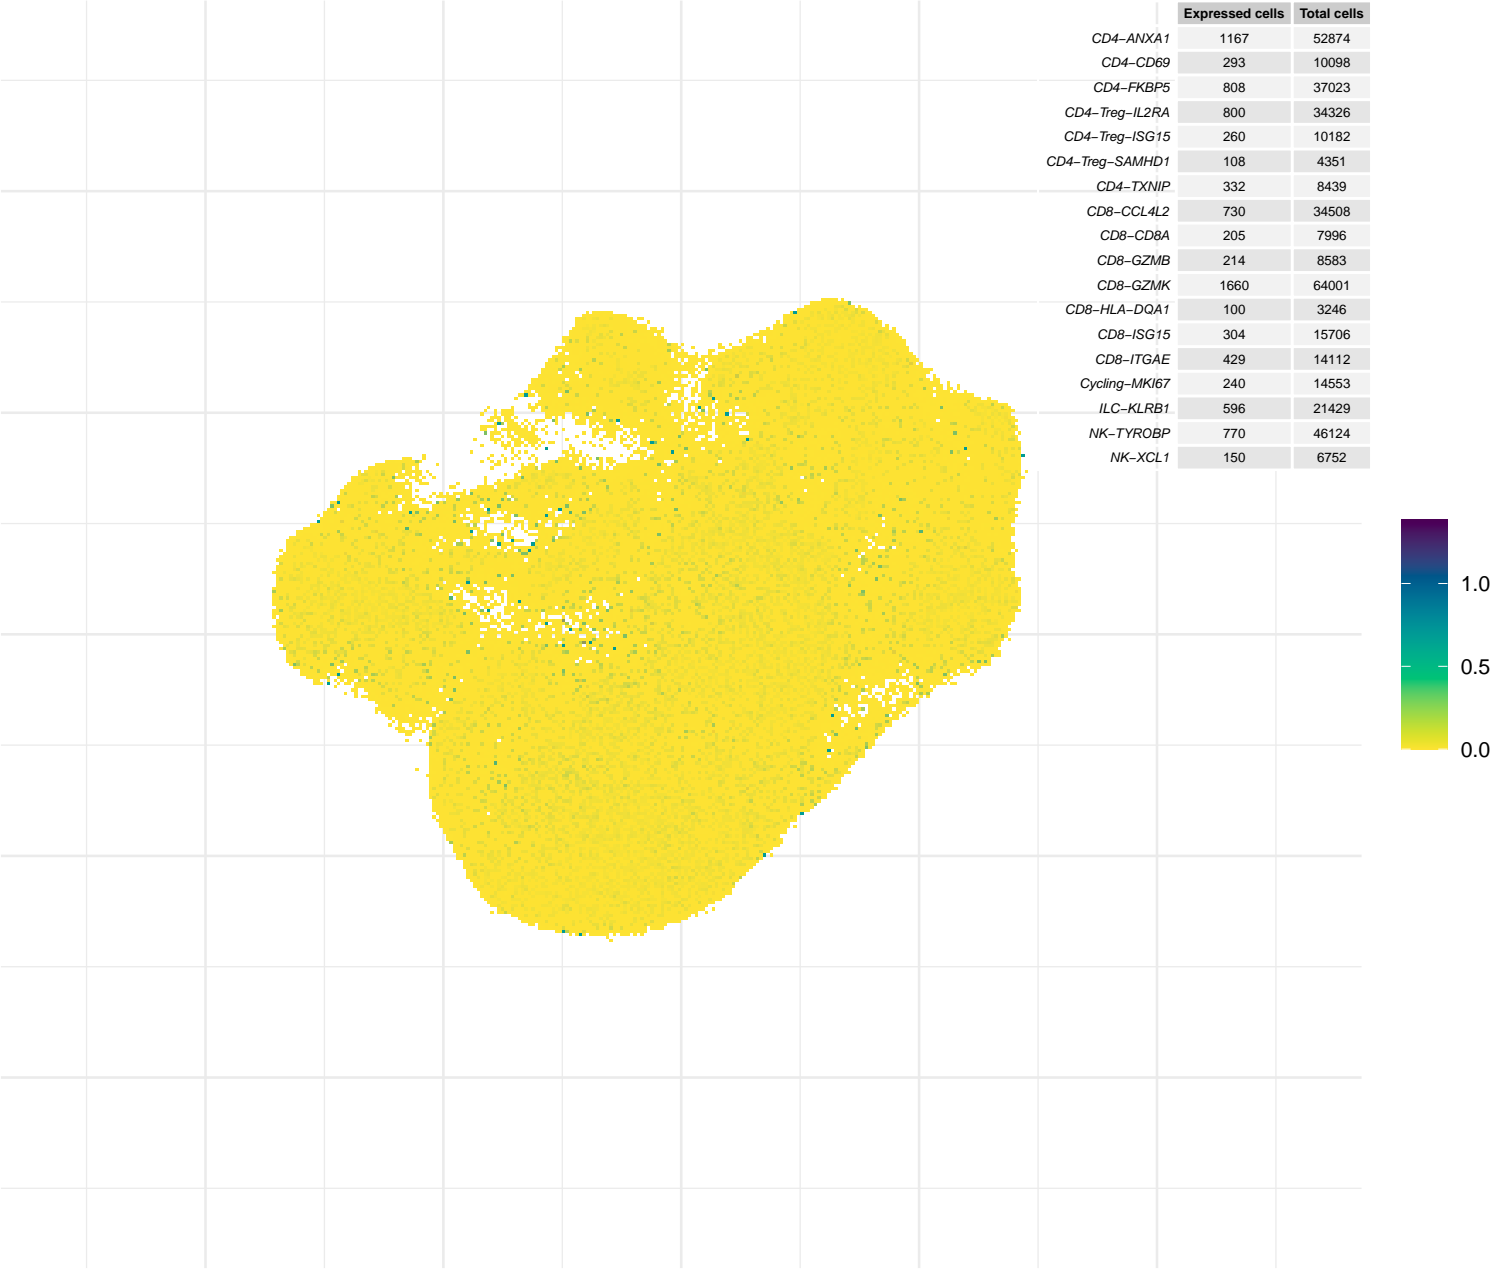 Expressed cells Total cells
CD4−ANXA1 1167 52874
CD4−CD69 293 10098
CD4−FKBP5 808 37023
CD4−Treg−IL2RA 800 34326
CD4−Treg−ISG15 260 10182
CD4−Treg−SAMHD1 108 4351
CD4−TXNIP 332 8439
CD8−CCL4L2 730 34508
CD8−CD8A 205 7996
CD8−GZMB 214 8583
CD8−GZMK 1660 64001
CD8−HLA−DQA1 100 3246
CD8−ISG15 304 15706
CD8−ITGAE 429 14112
Cycling−MKI67 240 14553
ILC−KLRB1 596 21429
NK−TYROBP 770 46124
NK−XCL1 150 6752
1.0
0.5
0.0